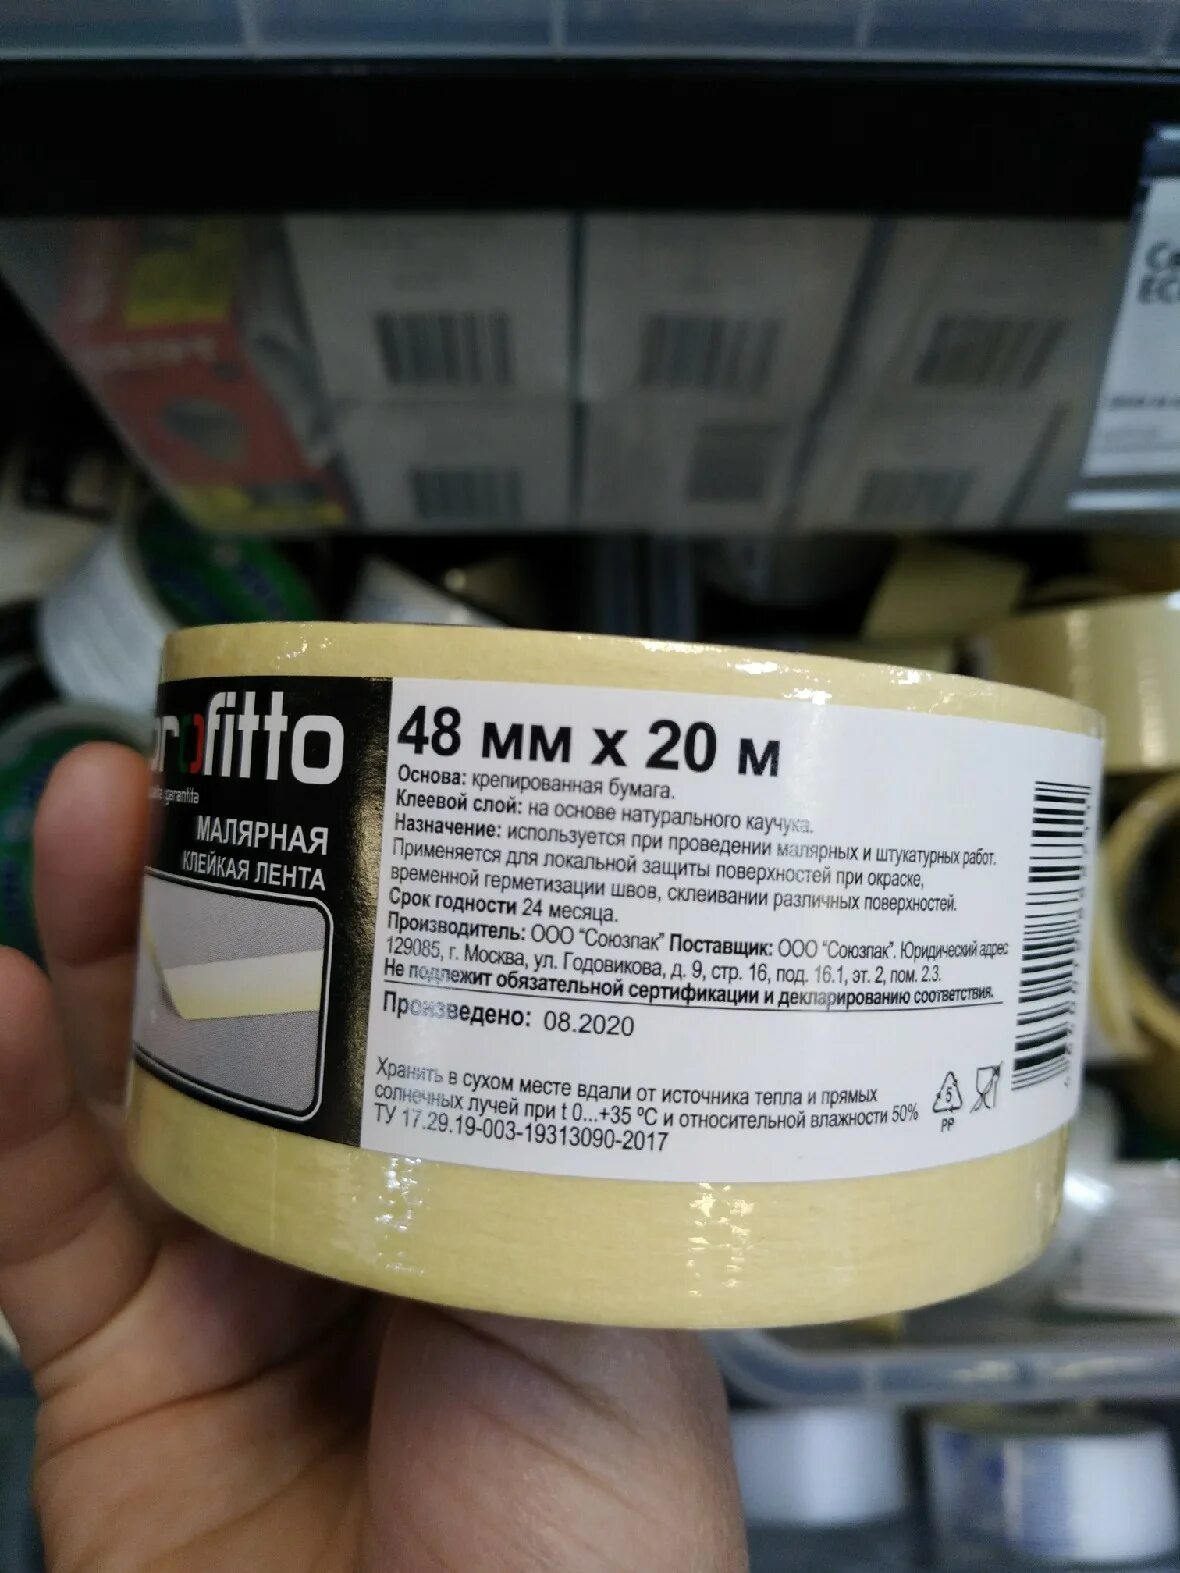 profitto
garantita
МАЛЯРНАЯ
КЛЕЙКАЯ ЛЕНТА
48 мм х 20 м
Основа: крепированная бумага.
Клеевой слой: на основе натурального каучука.
Назначение: используется при проведении малярных и штукатурных работ.
Применяется для локальной защиты поверхностей при окраске,
временной герметизации швов, склеивании различных поверхностей.
Срок годности 24 месяца.
Производитель: ООО "Союзпак" Поставщик: ООО "Союзпак". Юридический адрес
129085, г. Москва, ул. Годовикова, д. 9, стр. 16, под. 16.1, эт. 2, пом. 2.3.
Не подлежит обязательной сертификации и декларированию соответствия.
Произведено: 08.2020
Хранить в сухом месте вдали от источника тепла и прямых
солнечных лучей при t 0...+35 ºC и относительной влажности 50%
ТУ 17.29.19-003-19313090-2017
5
PP